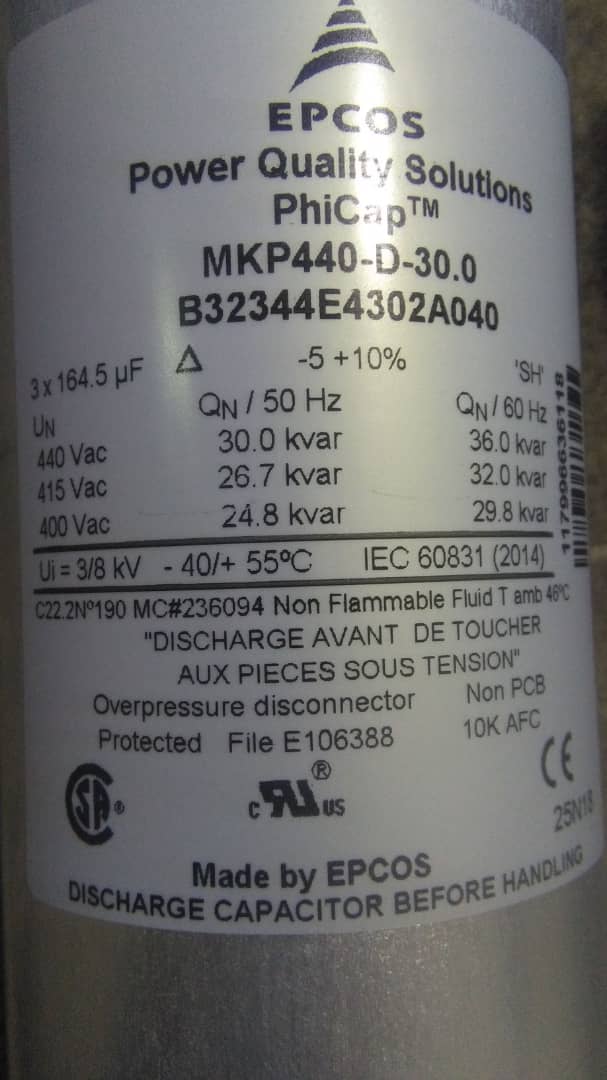 EPCOS
Power Quality Solutions
PhiCap™
MKP440-D-30.0
B32344E4302A040
3 x 164.5 µF Δ -5 +10% 'SH'
UN QN / 50 Hz QN / 60 Hz
440 Vac 30.0 kvar 36.0 kvar
415 Vac 26.7 kvar 32.0 kvar
400 Vac 24.8 kvar 29.8 kvar
Ui = 3/8 kV - 40/+ 55ºC IEC 60831 (2014)
C22.2Nº190 MC#236094 Non Flammable Fluid T amb 46ºC
"DISCHARGE AVANT DE TOUCHER
AUX PIECES SOUS TENSION"
Overpressure disconnector Non PCB
Protected File E106388 10K AFC
CE
SA®
c RU® US
Made by EPCOS
DISCHARGE CAPACITOR BEFORE HANDLING